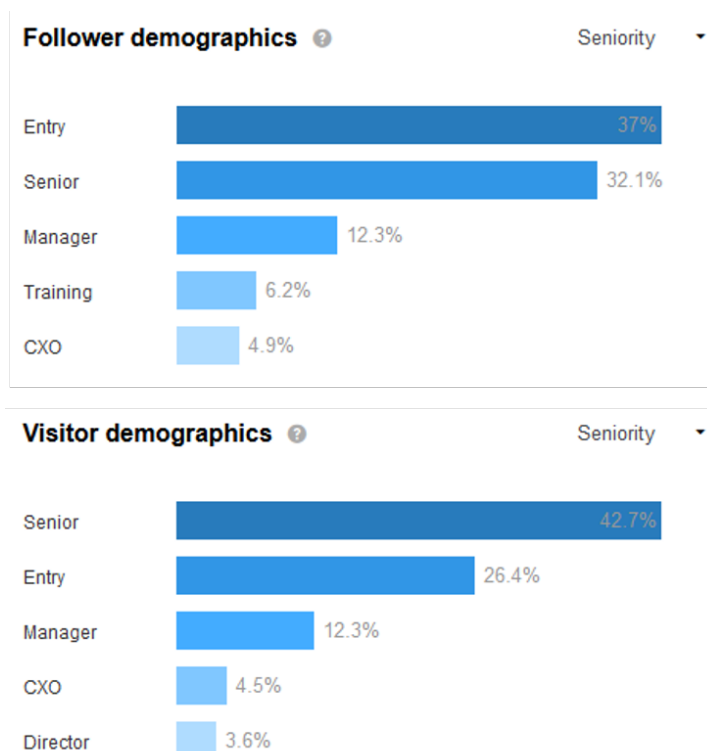 Follower demographics ? Seniority
Entry 37%
Senior 32.1%
Manager 12.3%
Training 6.2%
CXO 4.9%
Visitor demographics ? Seniority
Senior 42.7%
Entry 26.4%
Manager 12.3%
CXO 4.5%
Director 3.6%